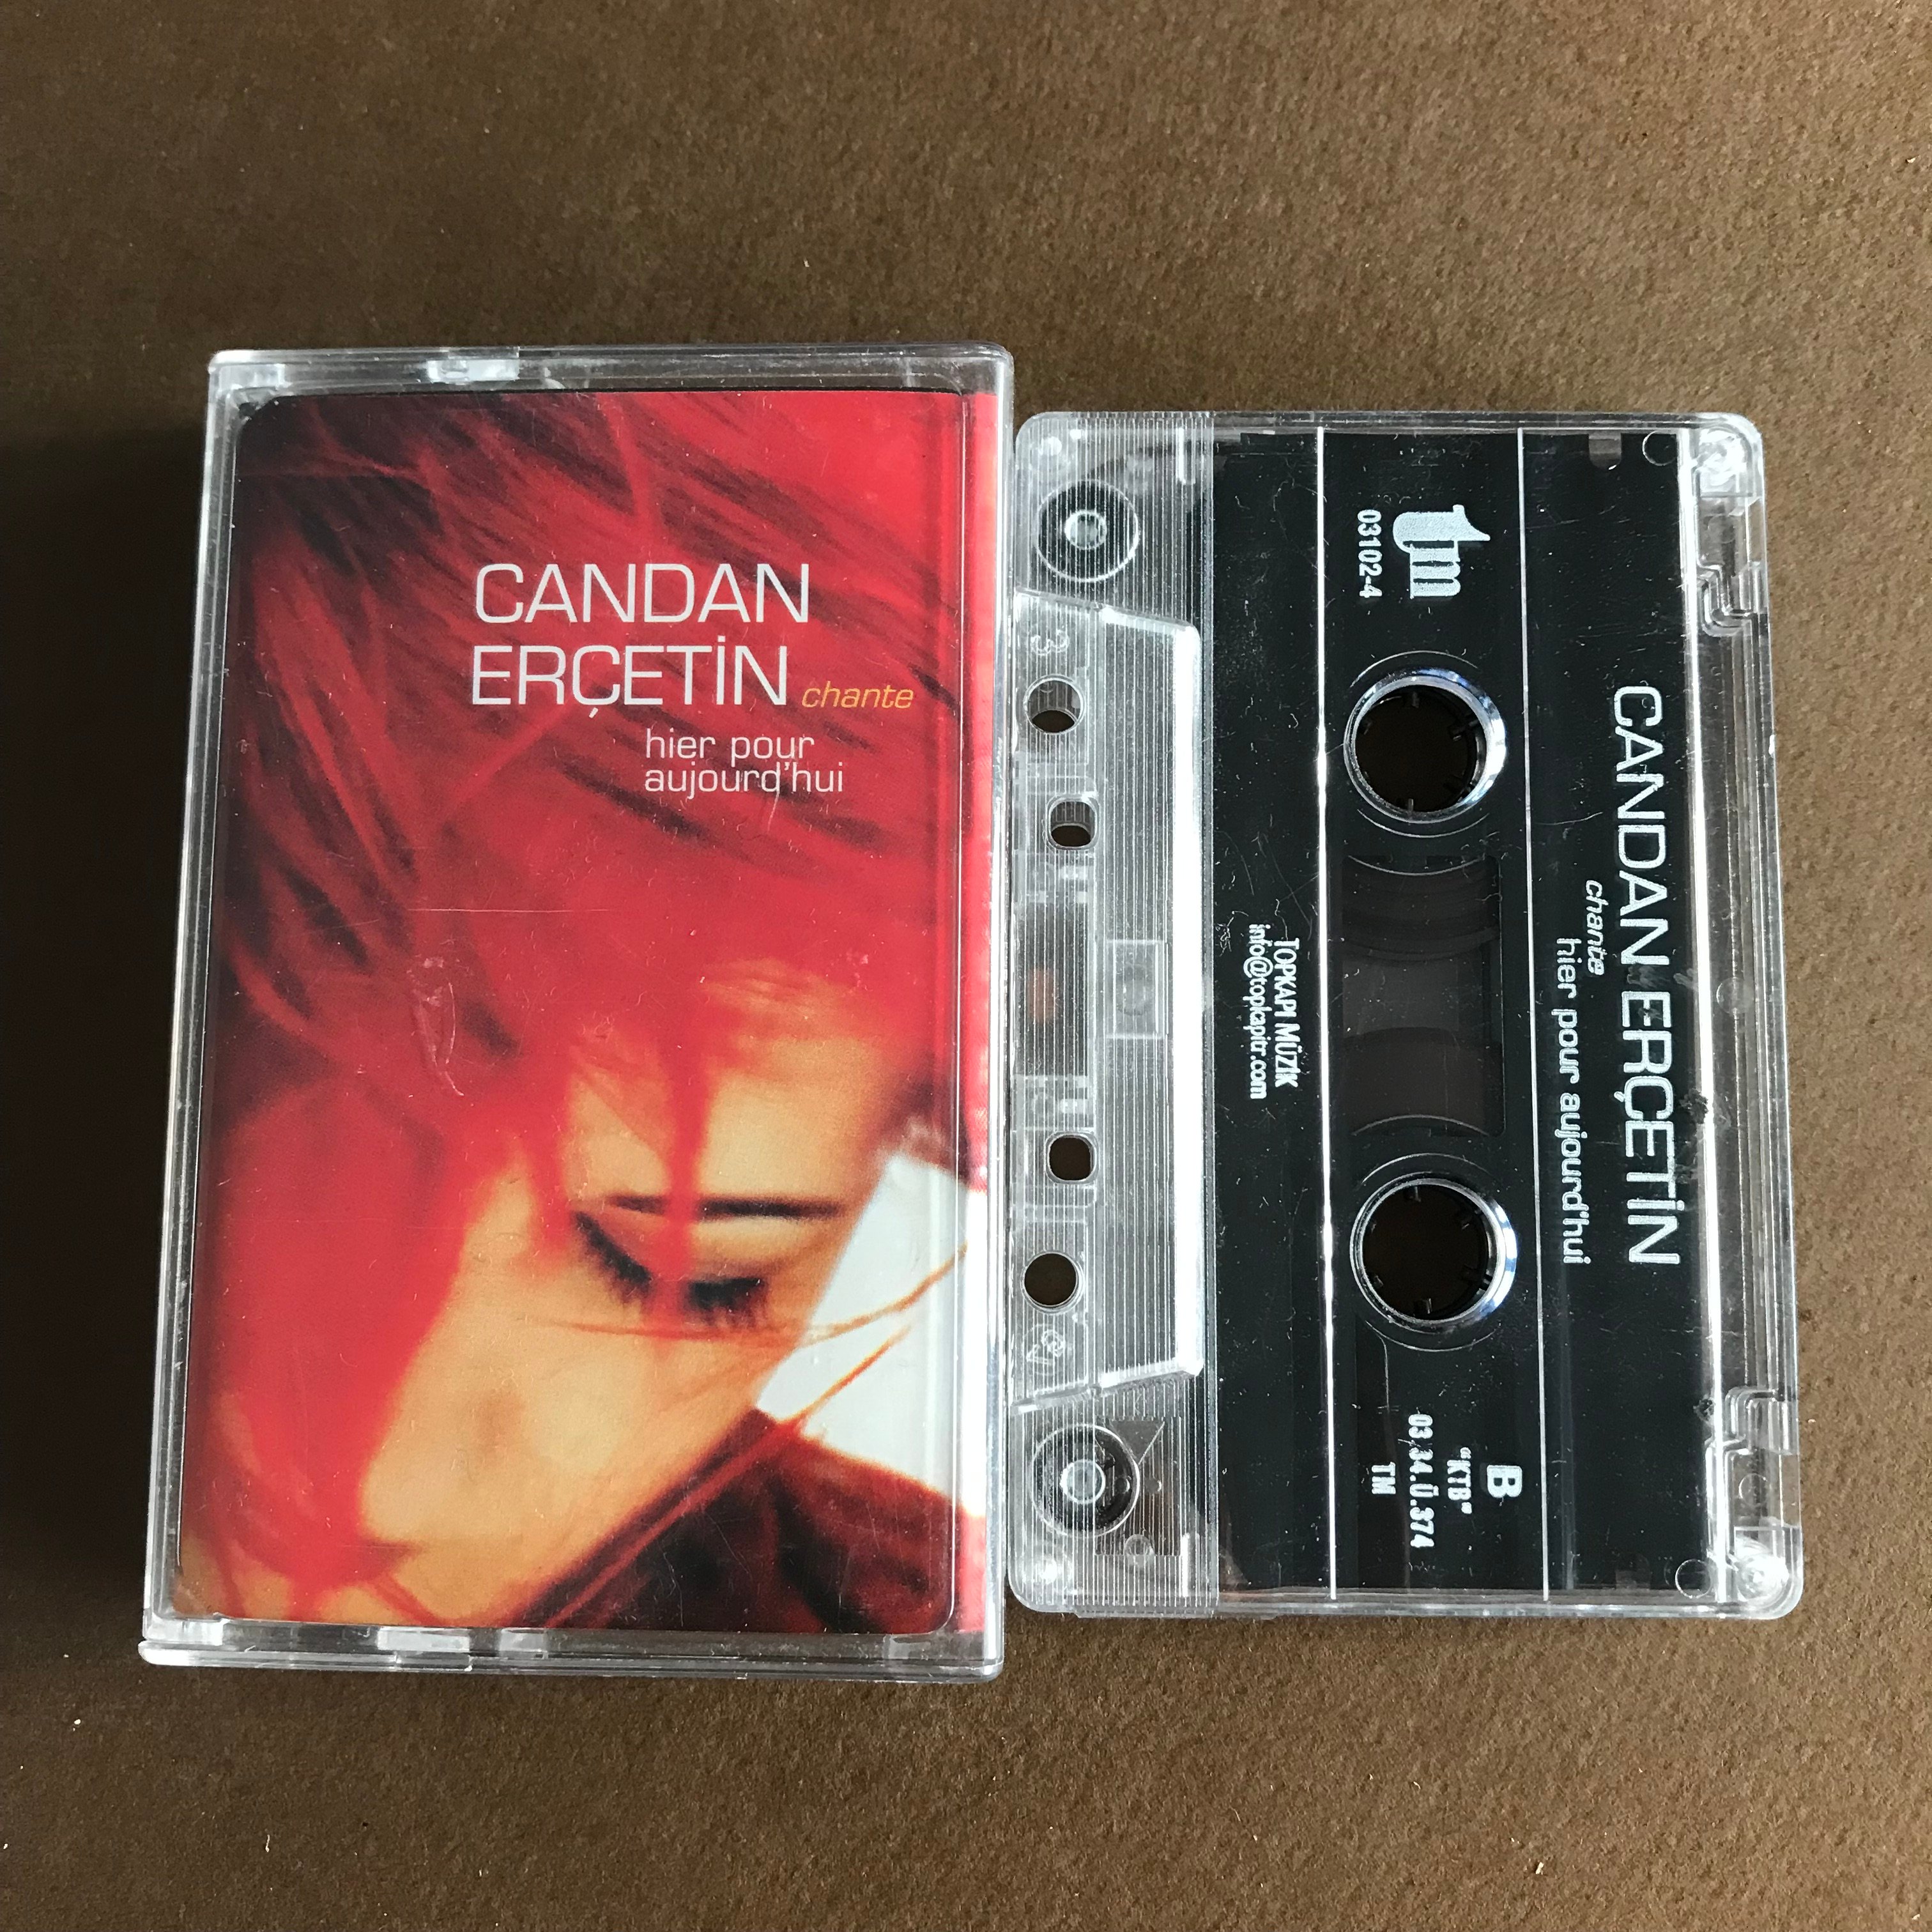 CANDAN
ERÇETİN chante
hier pour
aujourd'hui
CANDAN ERÇETİN
chante
hier pour aujourd'hui
tm
03102-4
B
"KTB"
03.34.Ü.374
TM
TOPKAPI MÜZİK
info@topkapitr.com